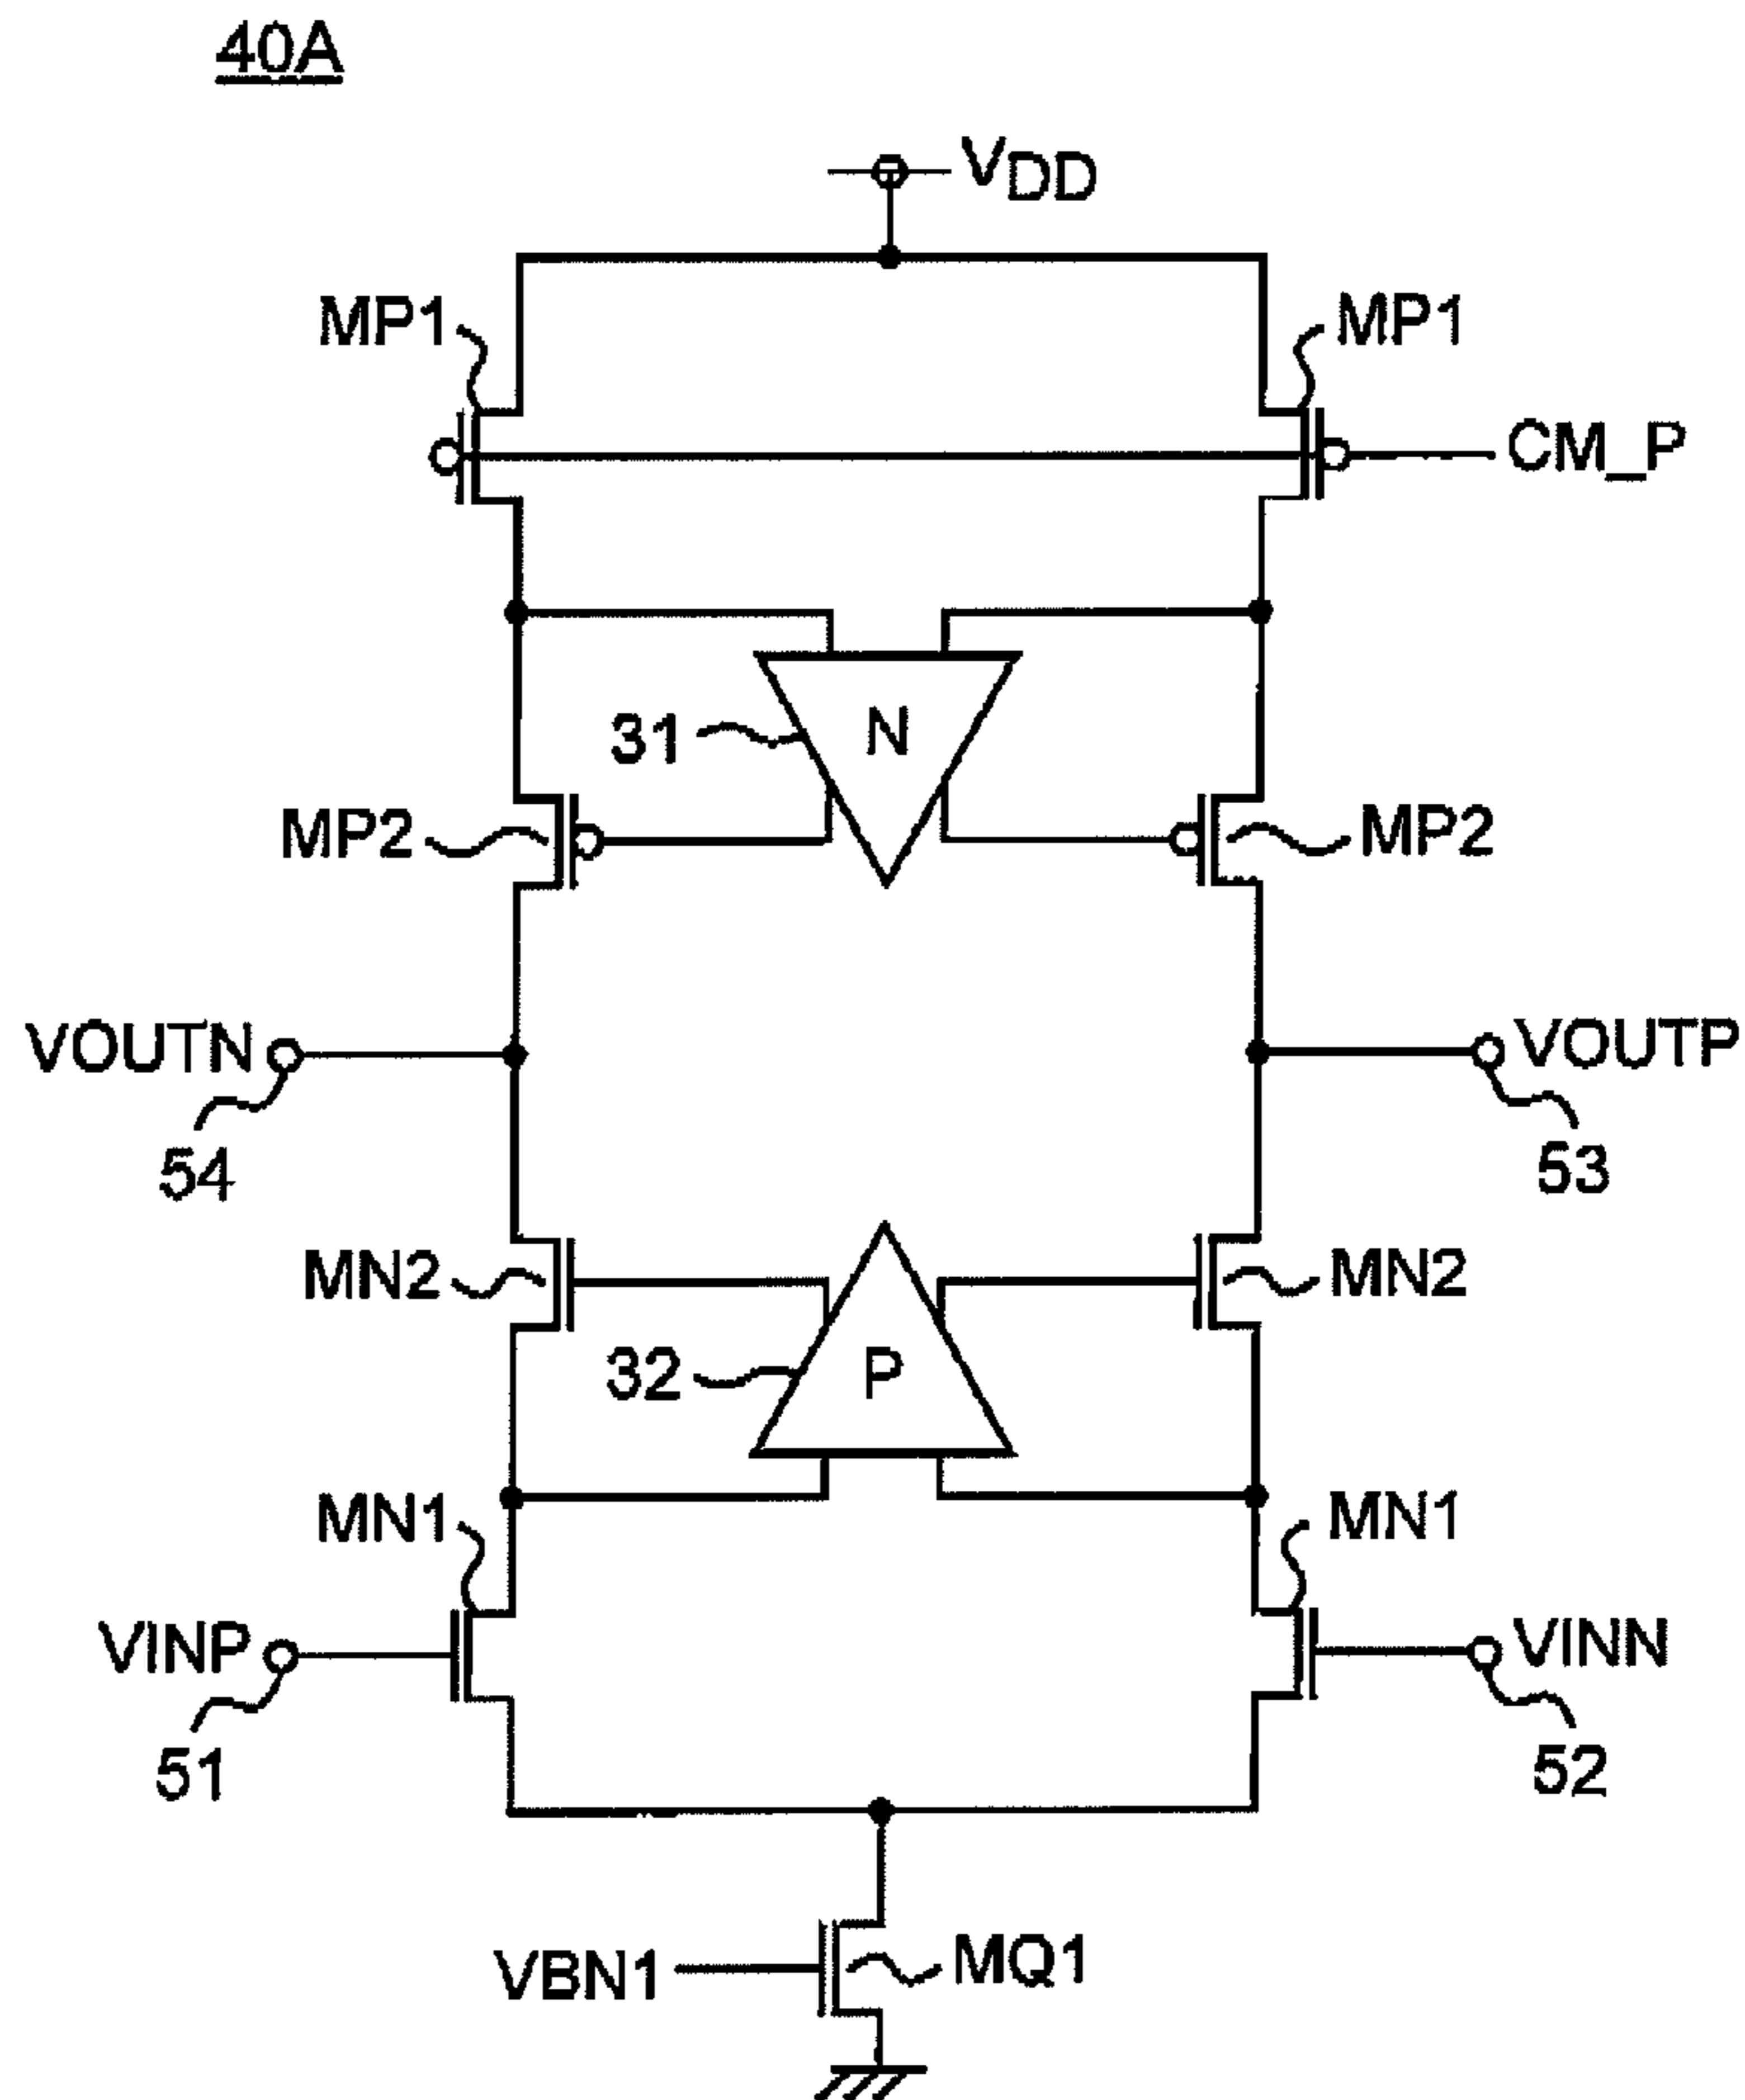 40A
VDD
MP1 MP1
CM_P
31 N
MP2 MP2
VOUTN VOUTP
54 53
MN2 MN2
32 P
MN1 MN1
VINP VINN
51 52
VBN1 MQ1